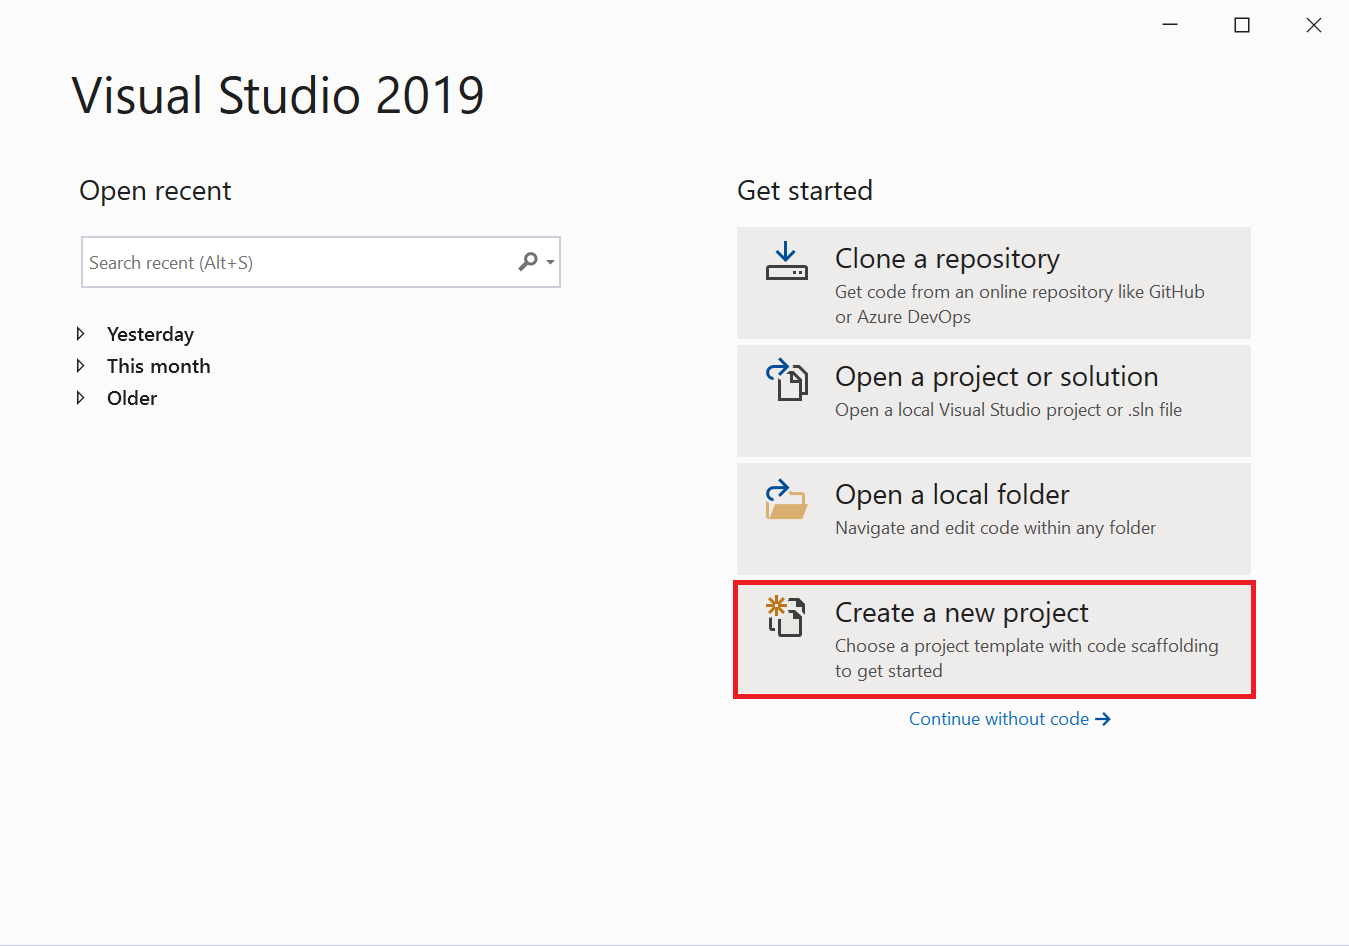 Visual Studio 2019
Open recent
Search recent (Alt+S)
Yesterday
This month
Older
Get started
Clone a repository
Get code from an online repository like GitHub
or Azure DevOps
Open a project or solution
Open a local Visual Studio project or .sln file
Open a local folder
Navigate and edit code within any folder
Create a new project
Choose a project template with code scaffolding
to get started
Continue without code